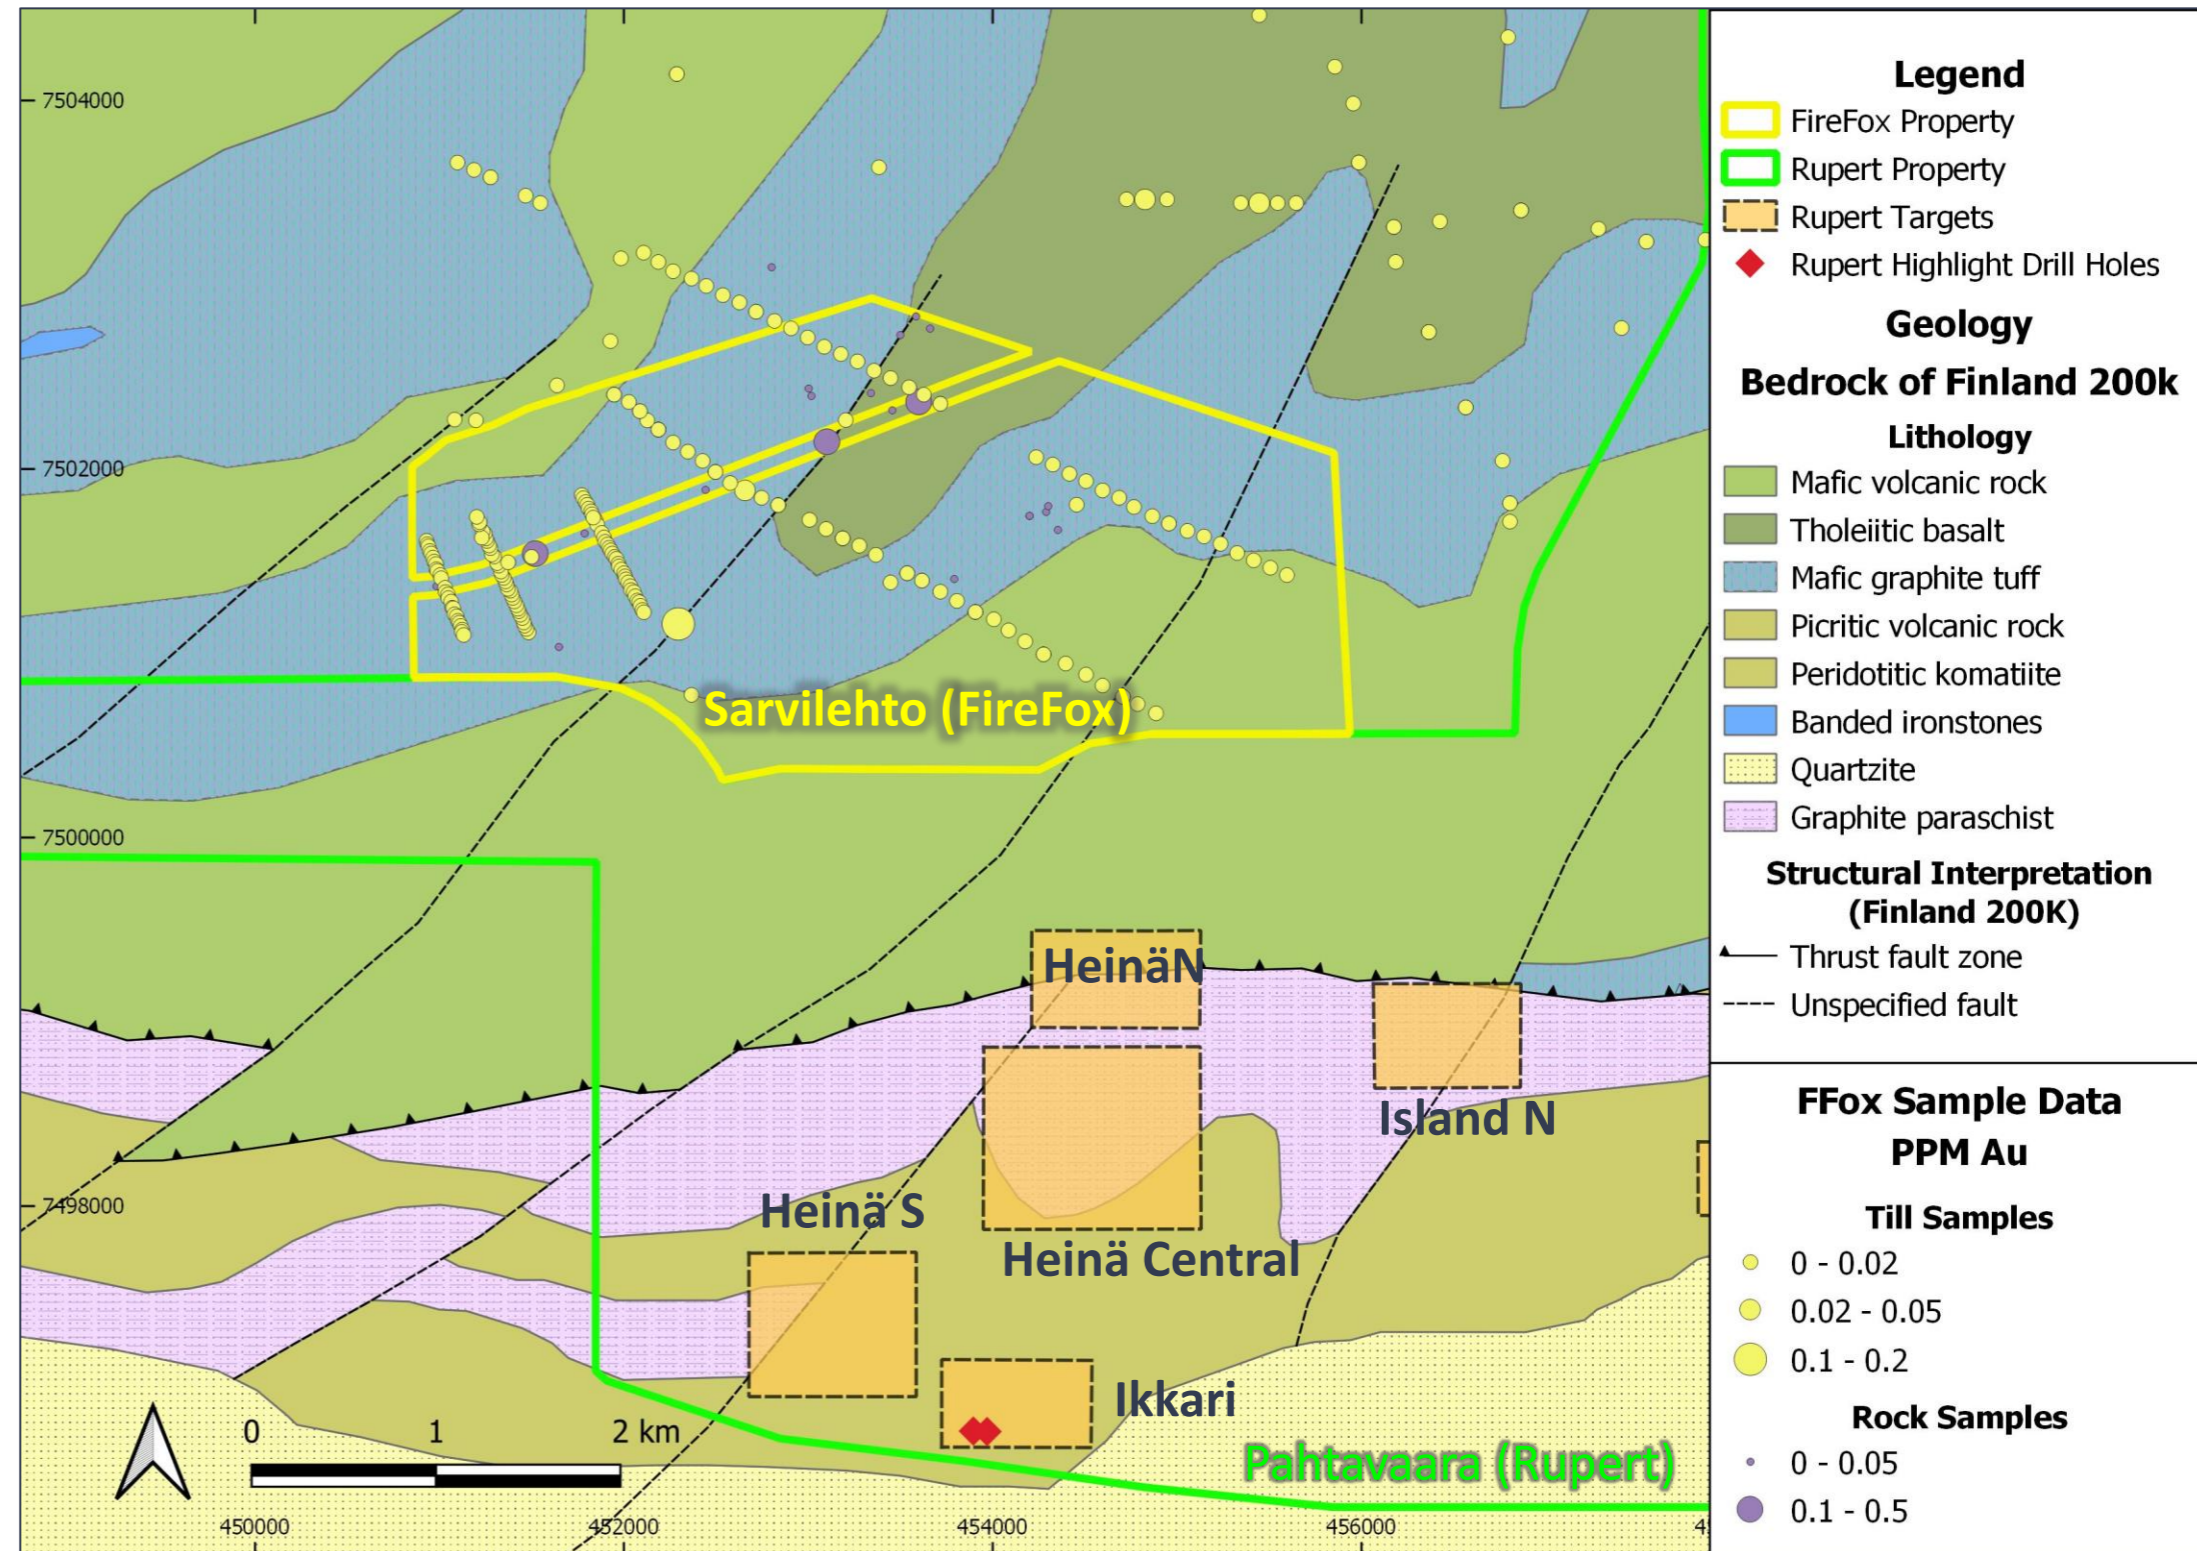 7504000
7502000
7500000
7498000
Sarvilehto (FireFox)
HeinäN
Island N
Heinä S
Heinä Central
Ikkari
Pahtavaara (Rupert)
0 1 2 km
450000 452000 454000 456000
Legend
FireFox Property
Rupert Property
Rupert Targets
Rupert Highlight Drill Holes
Geology
Bedrock of Finland 200k
Lithology
Mafic volcanic rock
Tholeiitic basalt
Mafic graphite tuff
Picritic volcanic rock
Peridotitic komatiite
Banded ironstones
Quartzite
Graphite paraschist
Structural Interpretation
(Finland 200K)
Thrust fault zone
Unspecified fault
FFox Sample Data
PPM Au
Till Samples
0 - 0.02
0.02 - 0.05
0.1 - 0.2
Rock Samples
0 - 0.05
0.1 - 0.5